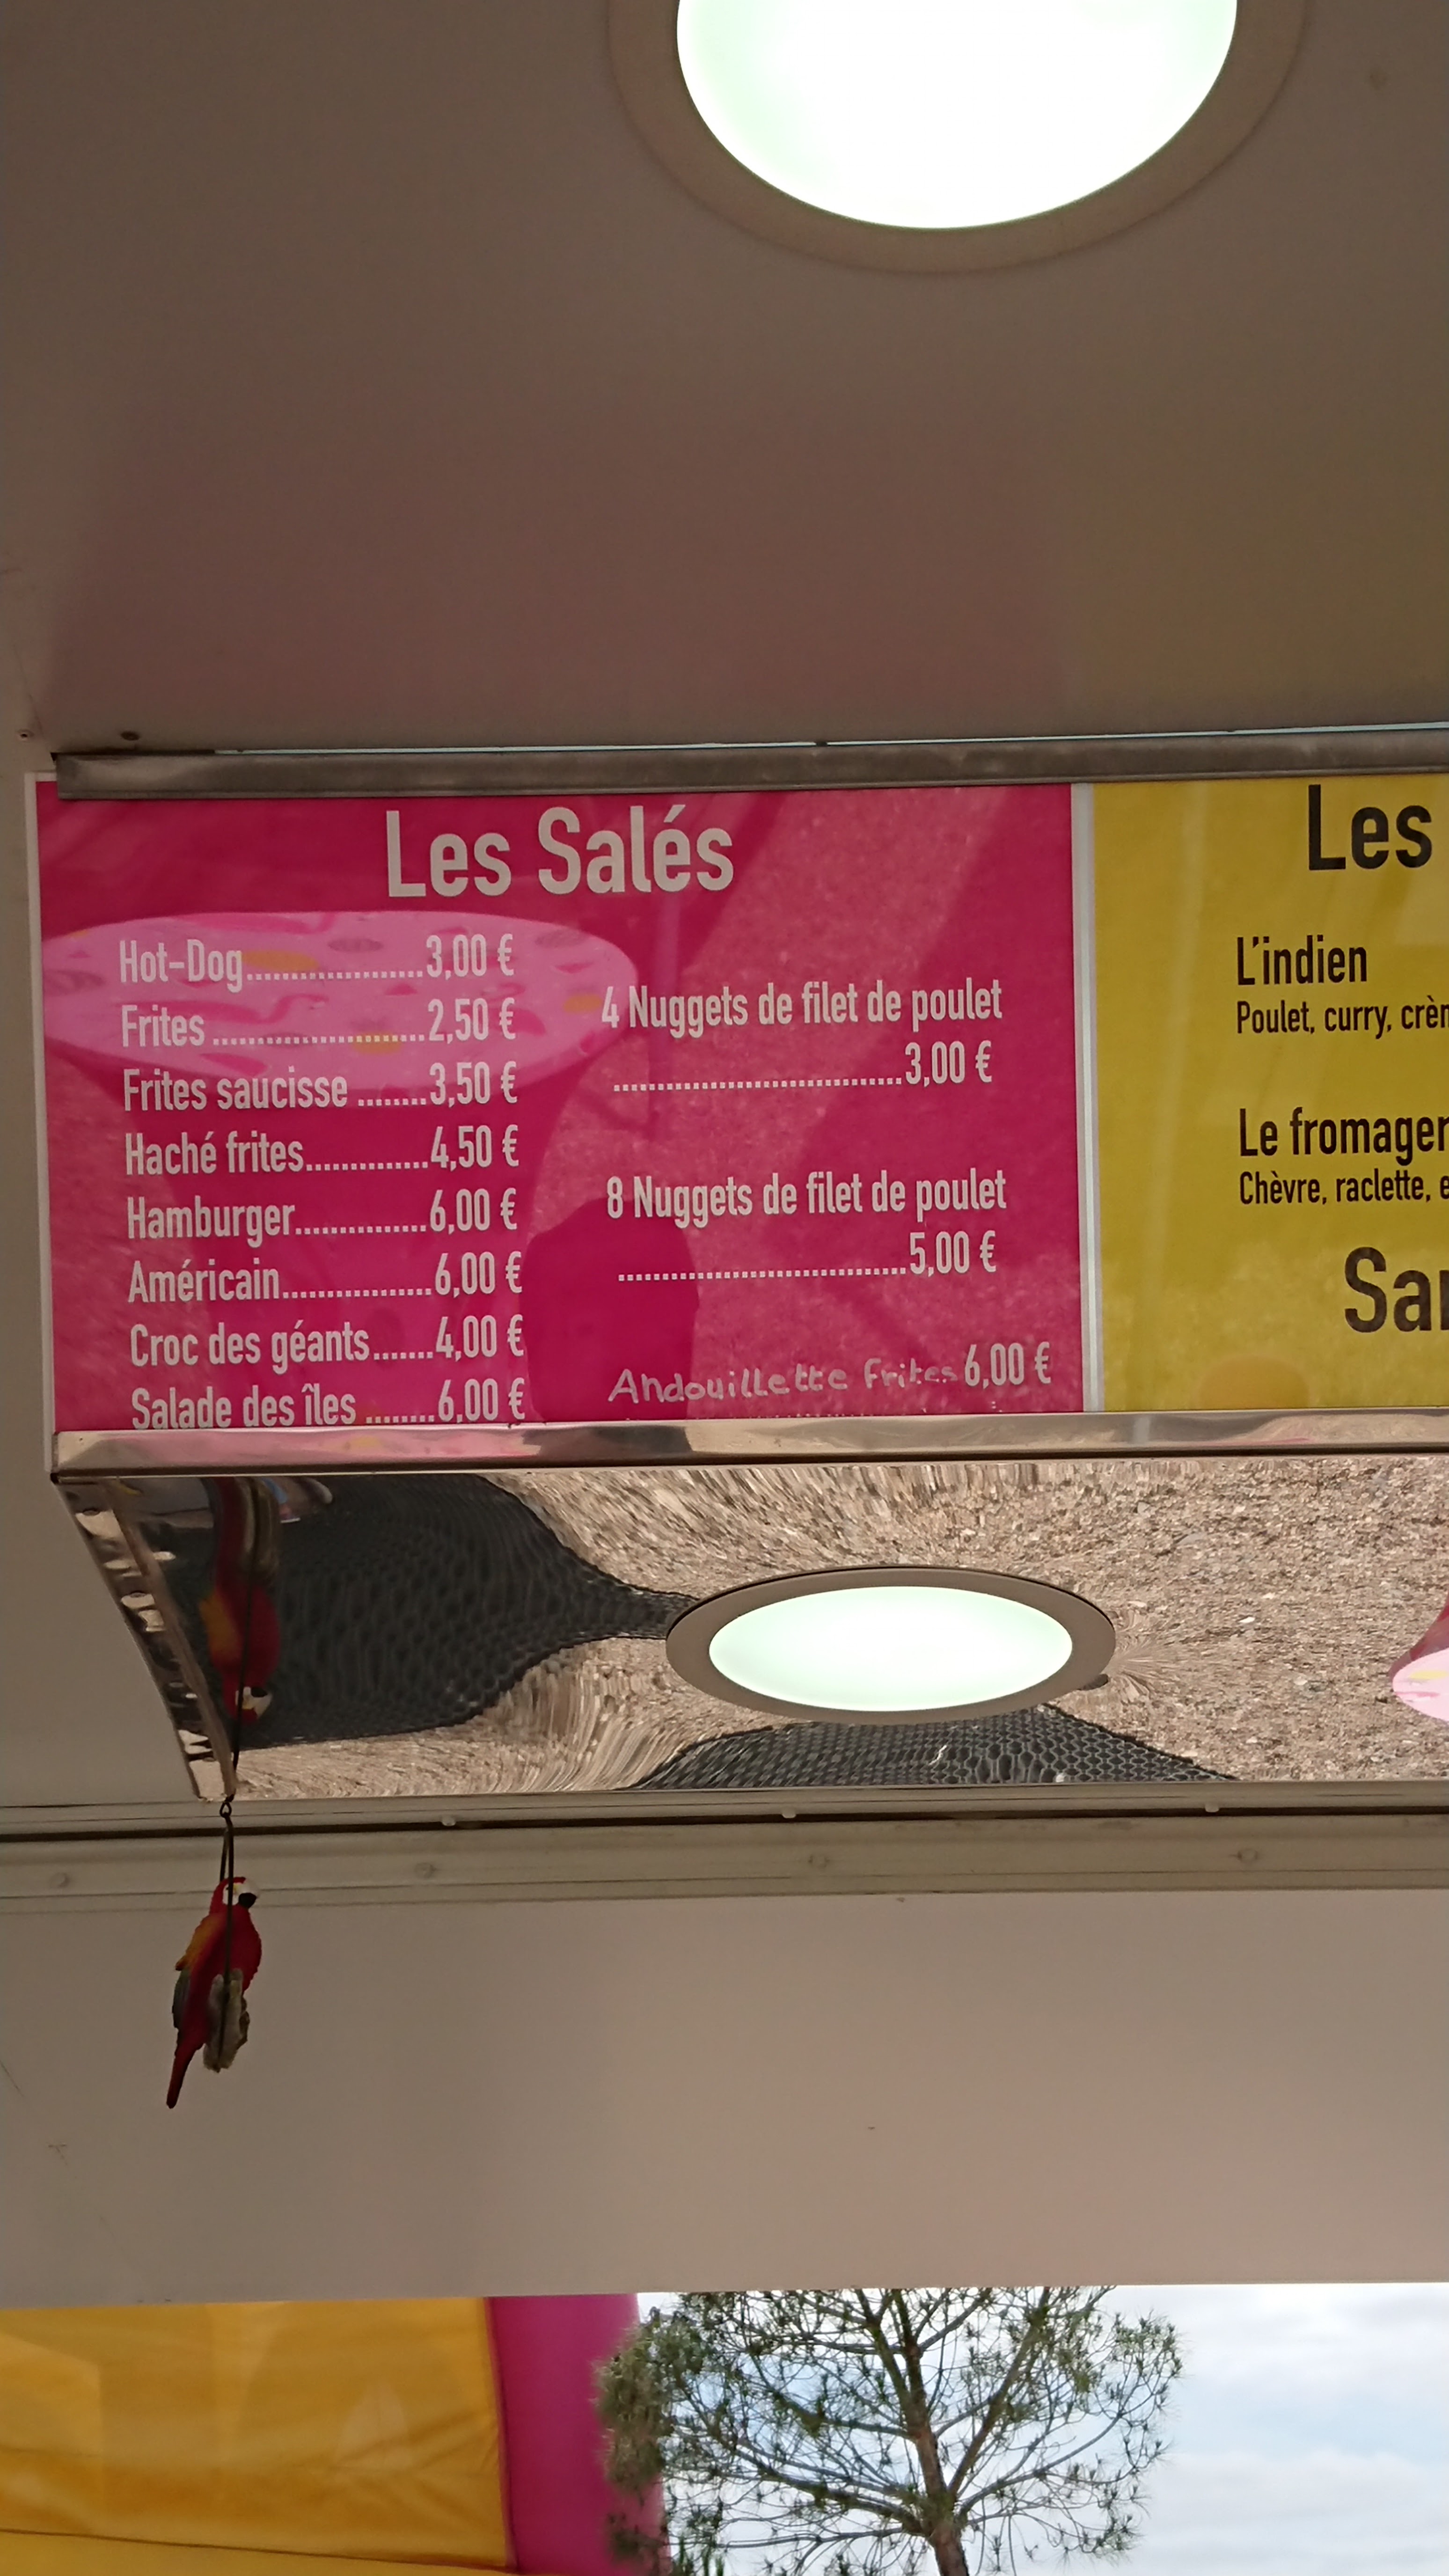 Les Salés
Hot-Dog....................3,00 €
Frites ........................2,50 €
Frites saucisse ........3,50 €
Haché frites..............4,50 €
Hamburger...............6,00 €
Américain.................6,00 €
Croc des géants.......4,00 €
Salade des îles ........6,00 €
4 Nuggets de filet de poulet
.................................3,00 €
8 Nuggets de filet de poulet
.................................5,00 €
Andouillette Frites 6,00 €
Les
L'indien
Poulet, curry, crèm
Le fromager
Chèvre, raclette, e
San